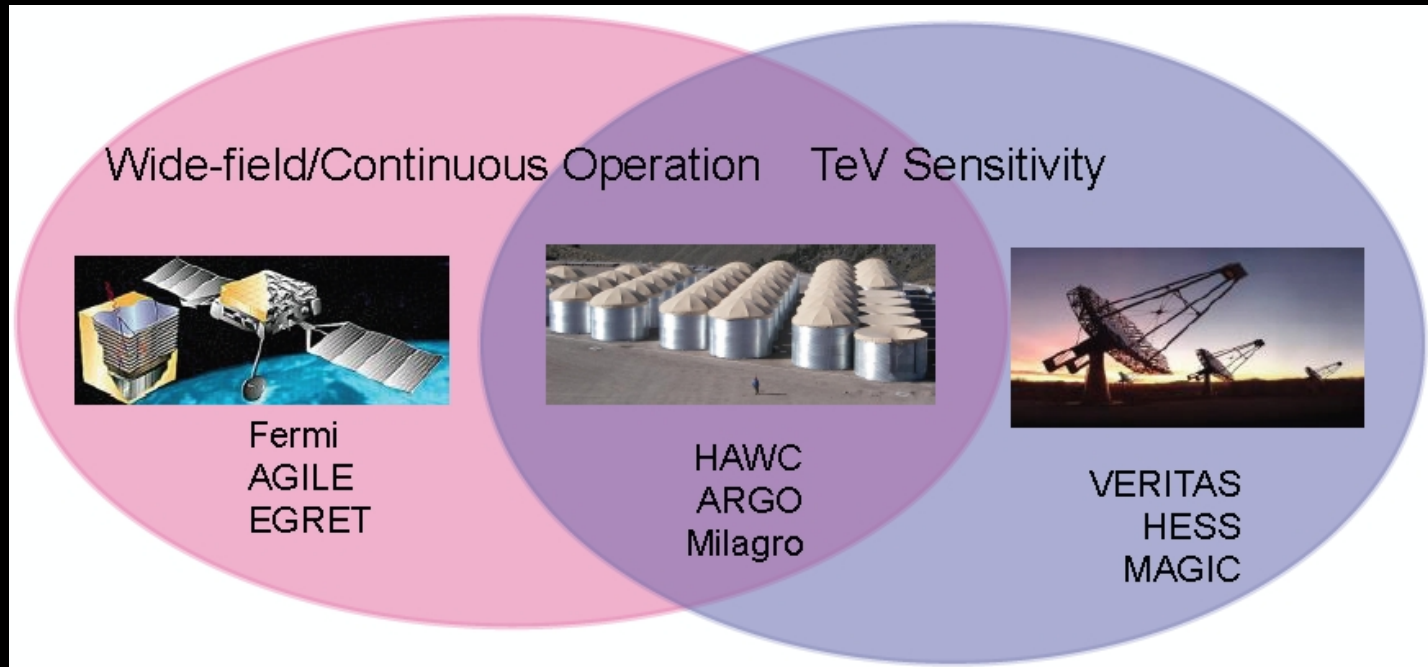 Wide-field/Continuous Operation
TeV Sensitivity
Fermi
AGILE
EGRET
HAWC
ARGO
Milagro
VERITAS
HESS
MAGIC